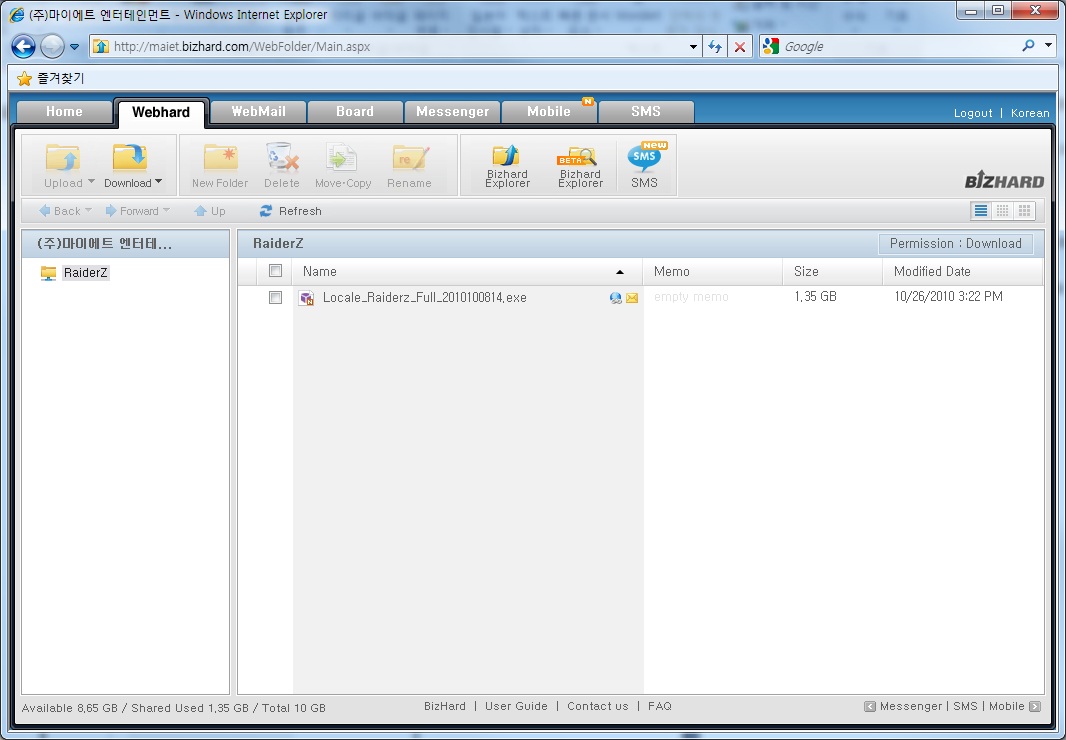 (주)마이에트 엔터테인먼트 - Windows Internet Explorer
http://maiet.bizhard.com/WebFolder/Main.aspx
Google
즐겨찾기
Home Webhard WebMail Board Messenger Mobile N SMS
Logout | Korean
Upload Download New Folder Delete Move·Copy Rename Bizhard Explorer BETA Bizhard Explorer NEW SMS SMS
BIZHARD
Back Forward Up Refresh
(주)마이에트 엔터테...
RaiderZ
RaiderZ
Permission : Download
Name Memo Size Modified Date
Locale_Raiderz_Full_2010100814.exe empty memo 1.35 GB 10/26/2010 3:22 PM
Available 8.65 GB / Shared Used 1.35 GB / Total 10 GB
BizHard | User Guide | Contact us | FAQ
Messenger | SMS | Mobile